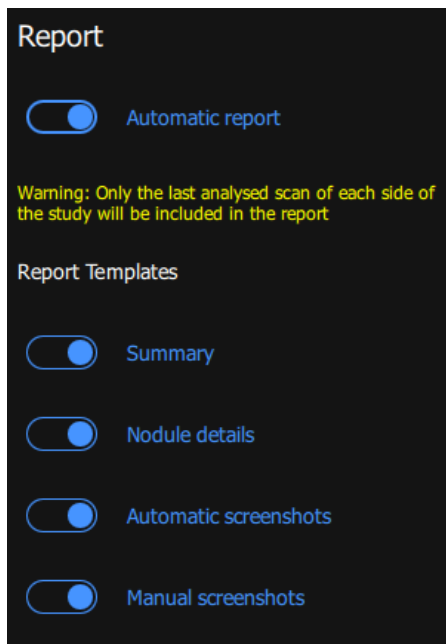 Report
Automatic report
Warning: Only the last analysed scan of each side of
the study will be included in the report
Report Templates
Summary
Nodule details
Automatic screenshots
Manual screenshots